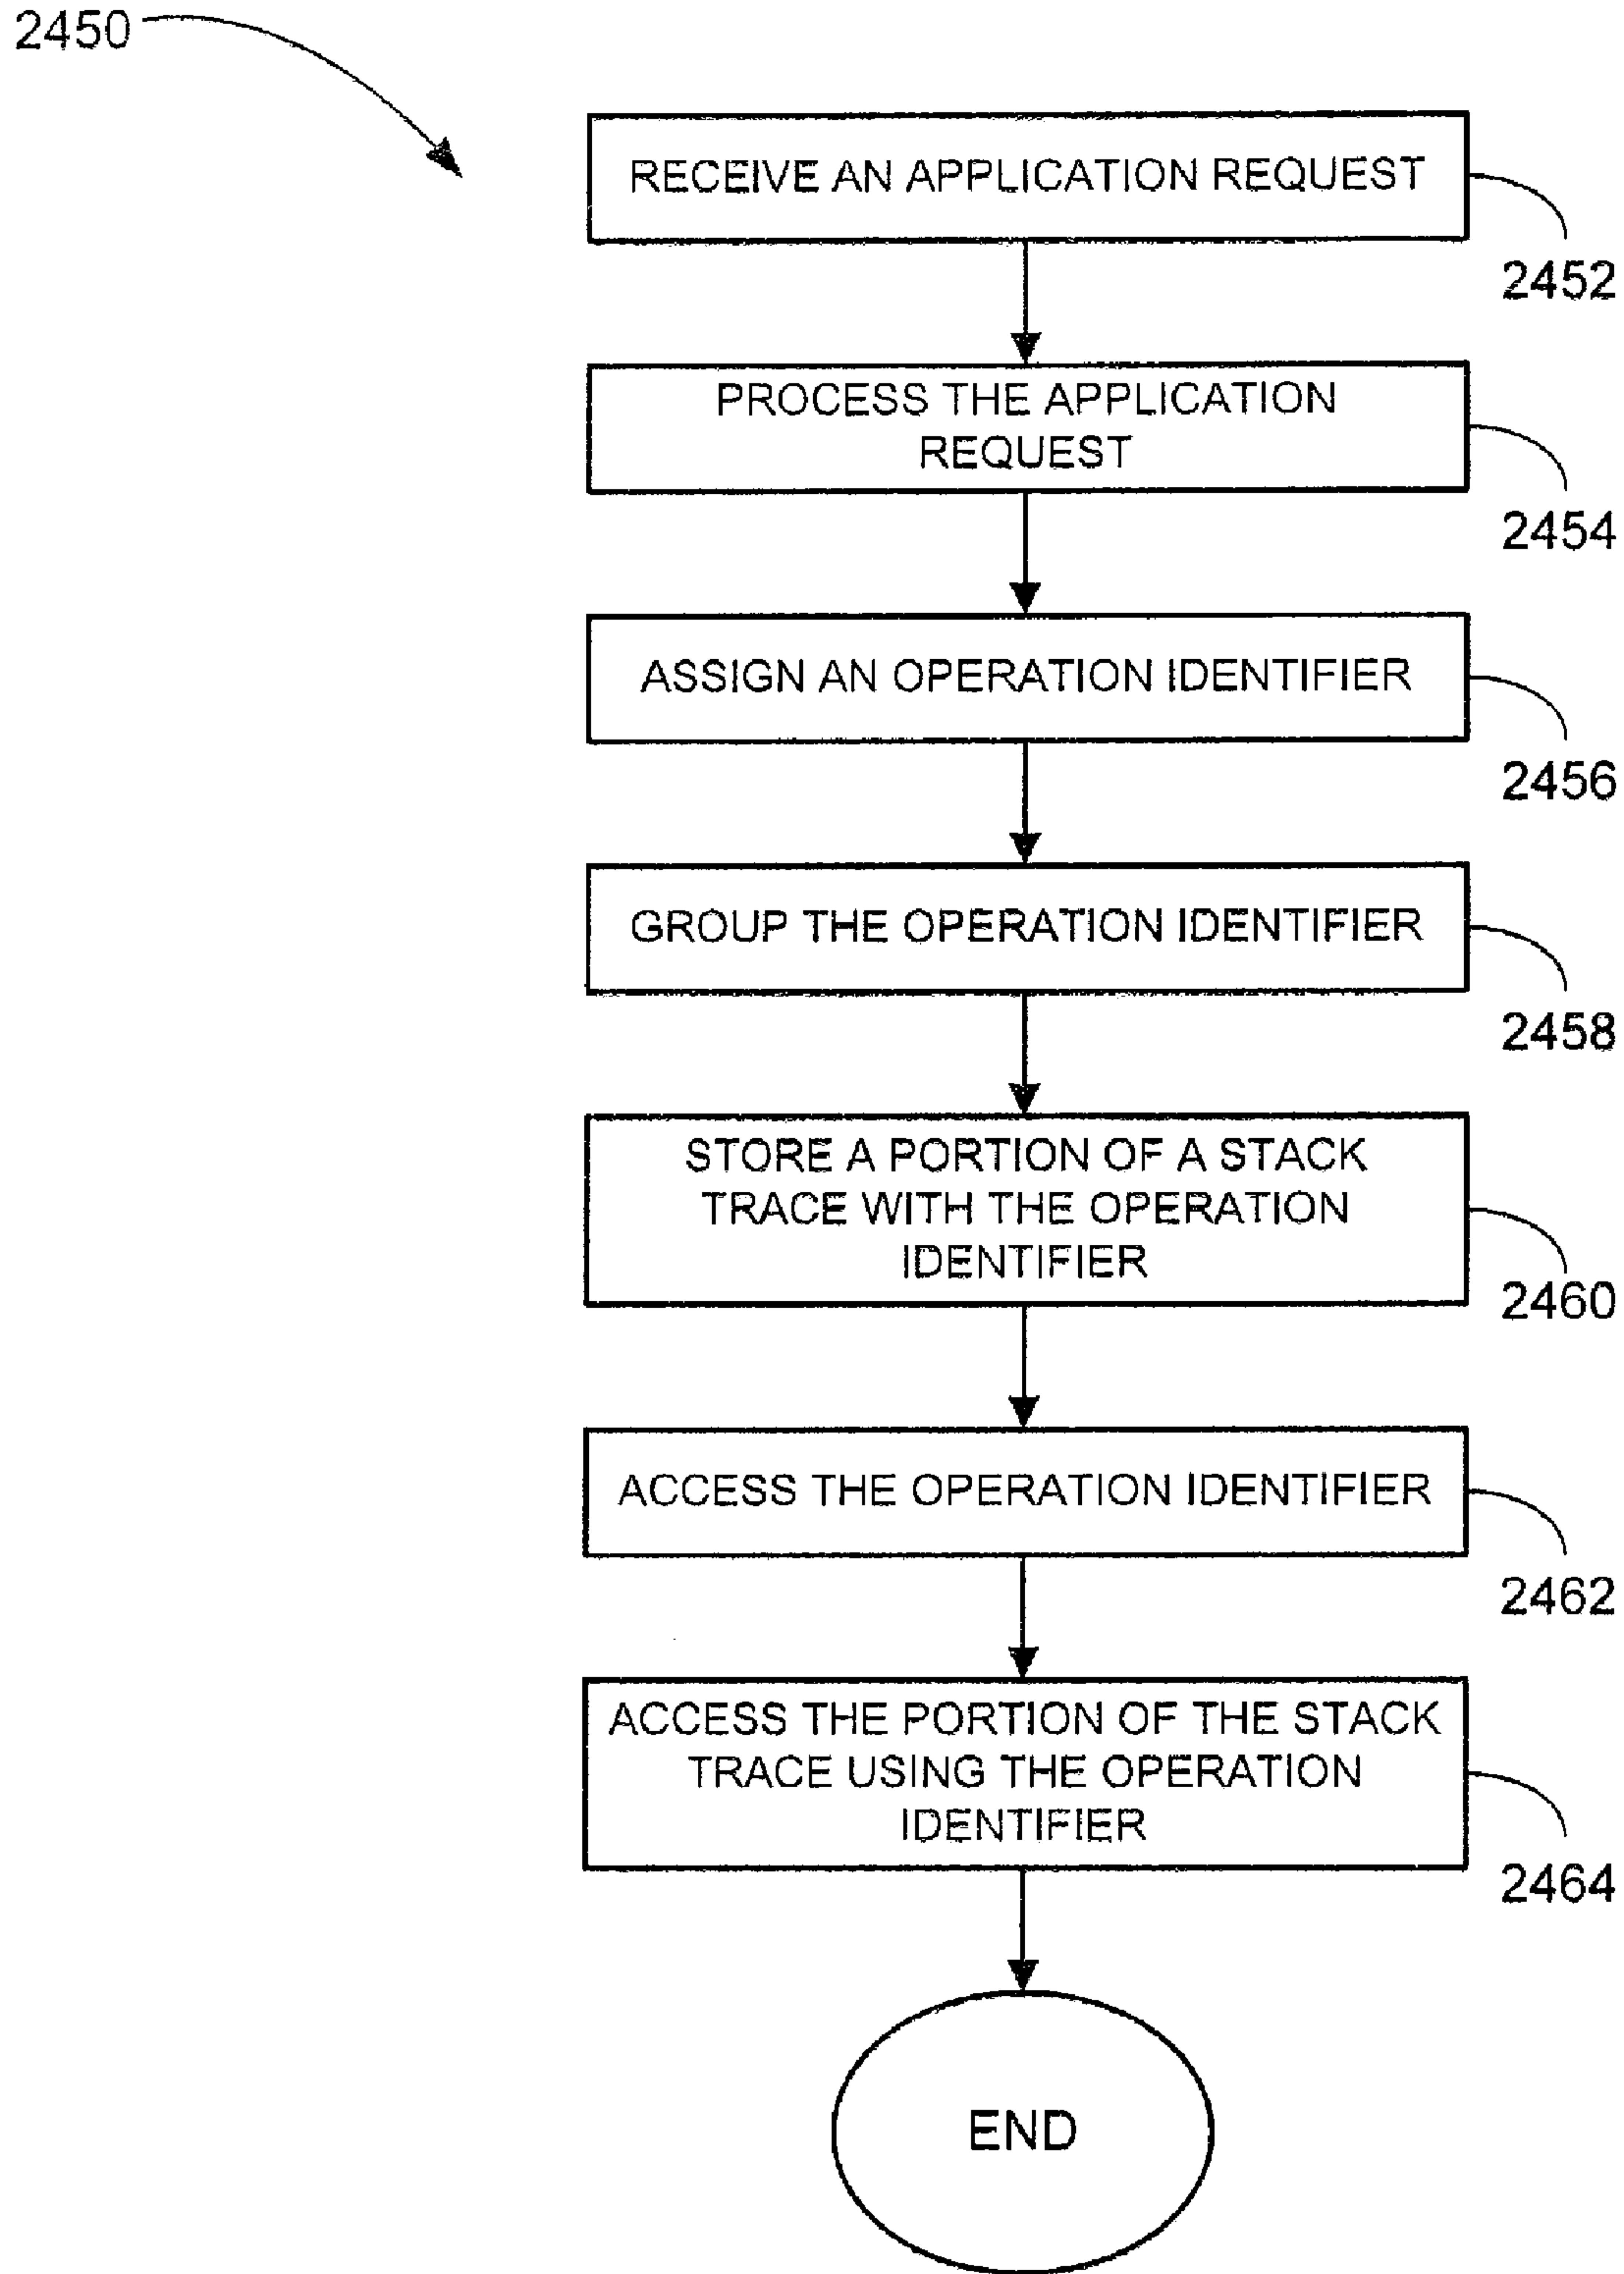 2450
RECEIVE AN APPLICATION REQUEST
2452
PROCESS THE APPLICATION
REQUEST
2454
ASSIGN AN OPERATION IDENTIFIER
2456
GROUP THE OPERATION IDENTIFIER
2458
STORE A PORTION OF A STACK
TRACE WITH THE OPERATION
IDENTIFIER
2460
ACCESS THE OPERATION IDENTIFIER
2462
ACCESS THE PORTION OF THE STACK
TRACE USING THE OPERATION
IDENTIFIER
2464
END